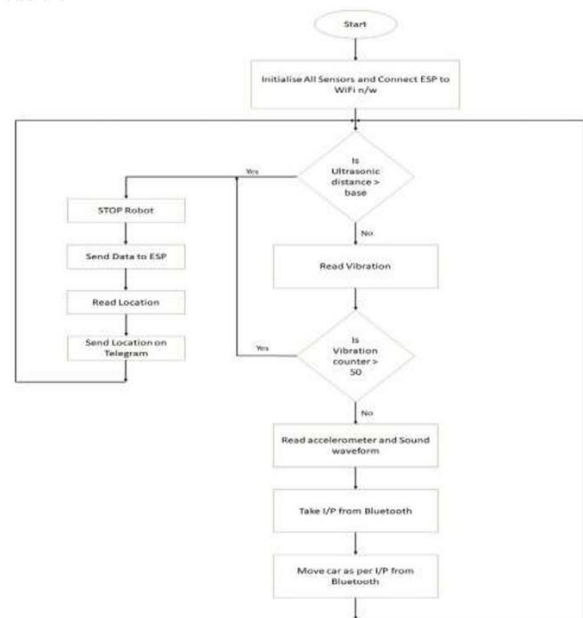 Start
Initialise All Sensors and Connect ESP to
WiFi n/w
Is
Ultrasonic
distance >
base
Yes
No
STOP Robot
Send Data to ESP
Read Location
Send Location on
Telegram
Read Vibration
Is
Vibration
counter >
50
Yes
No
Read accelerometer and Sound
waveform
Take I/P from Bluetooth
Move car as per I/P from
Bluetooth